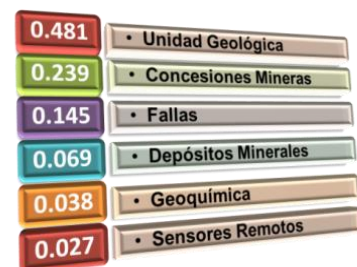 0.481 • Unidad Geológica
0.239 • Concesiones Mineras
0.145 • Fallas
0.069 • Depósitos Minerales
0.038 • Geoquímica
0.027 • Sensores Remotos